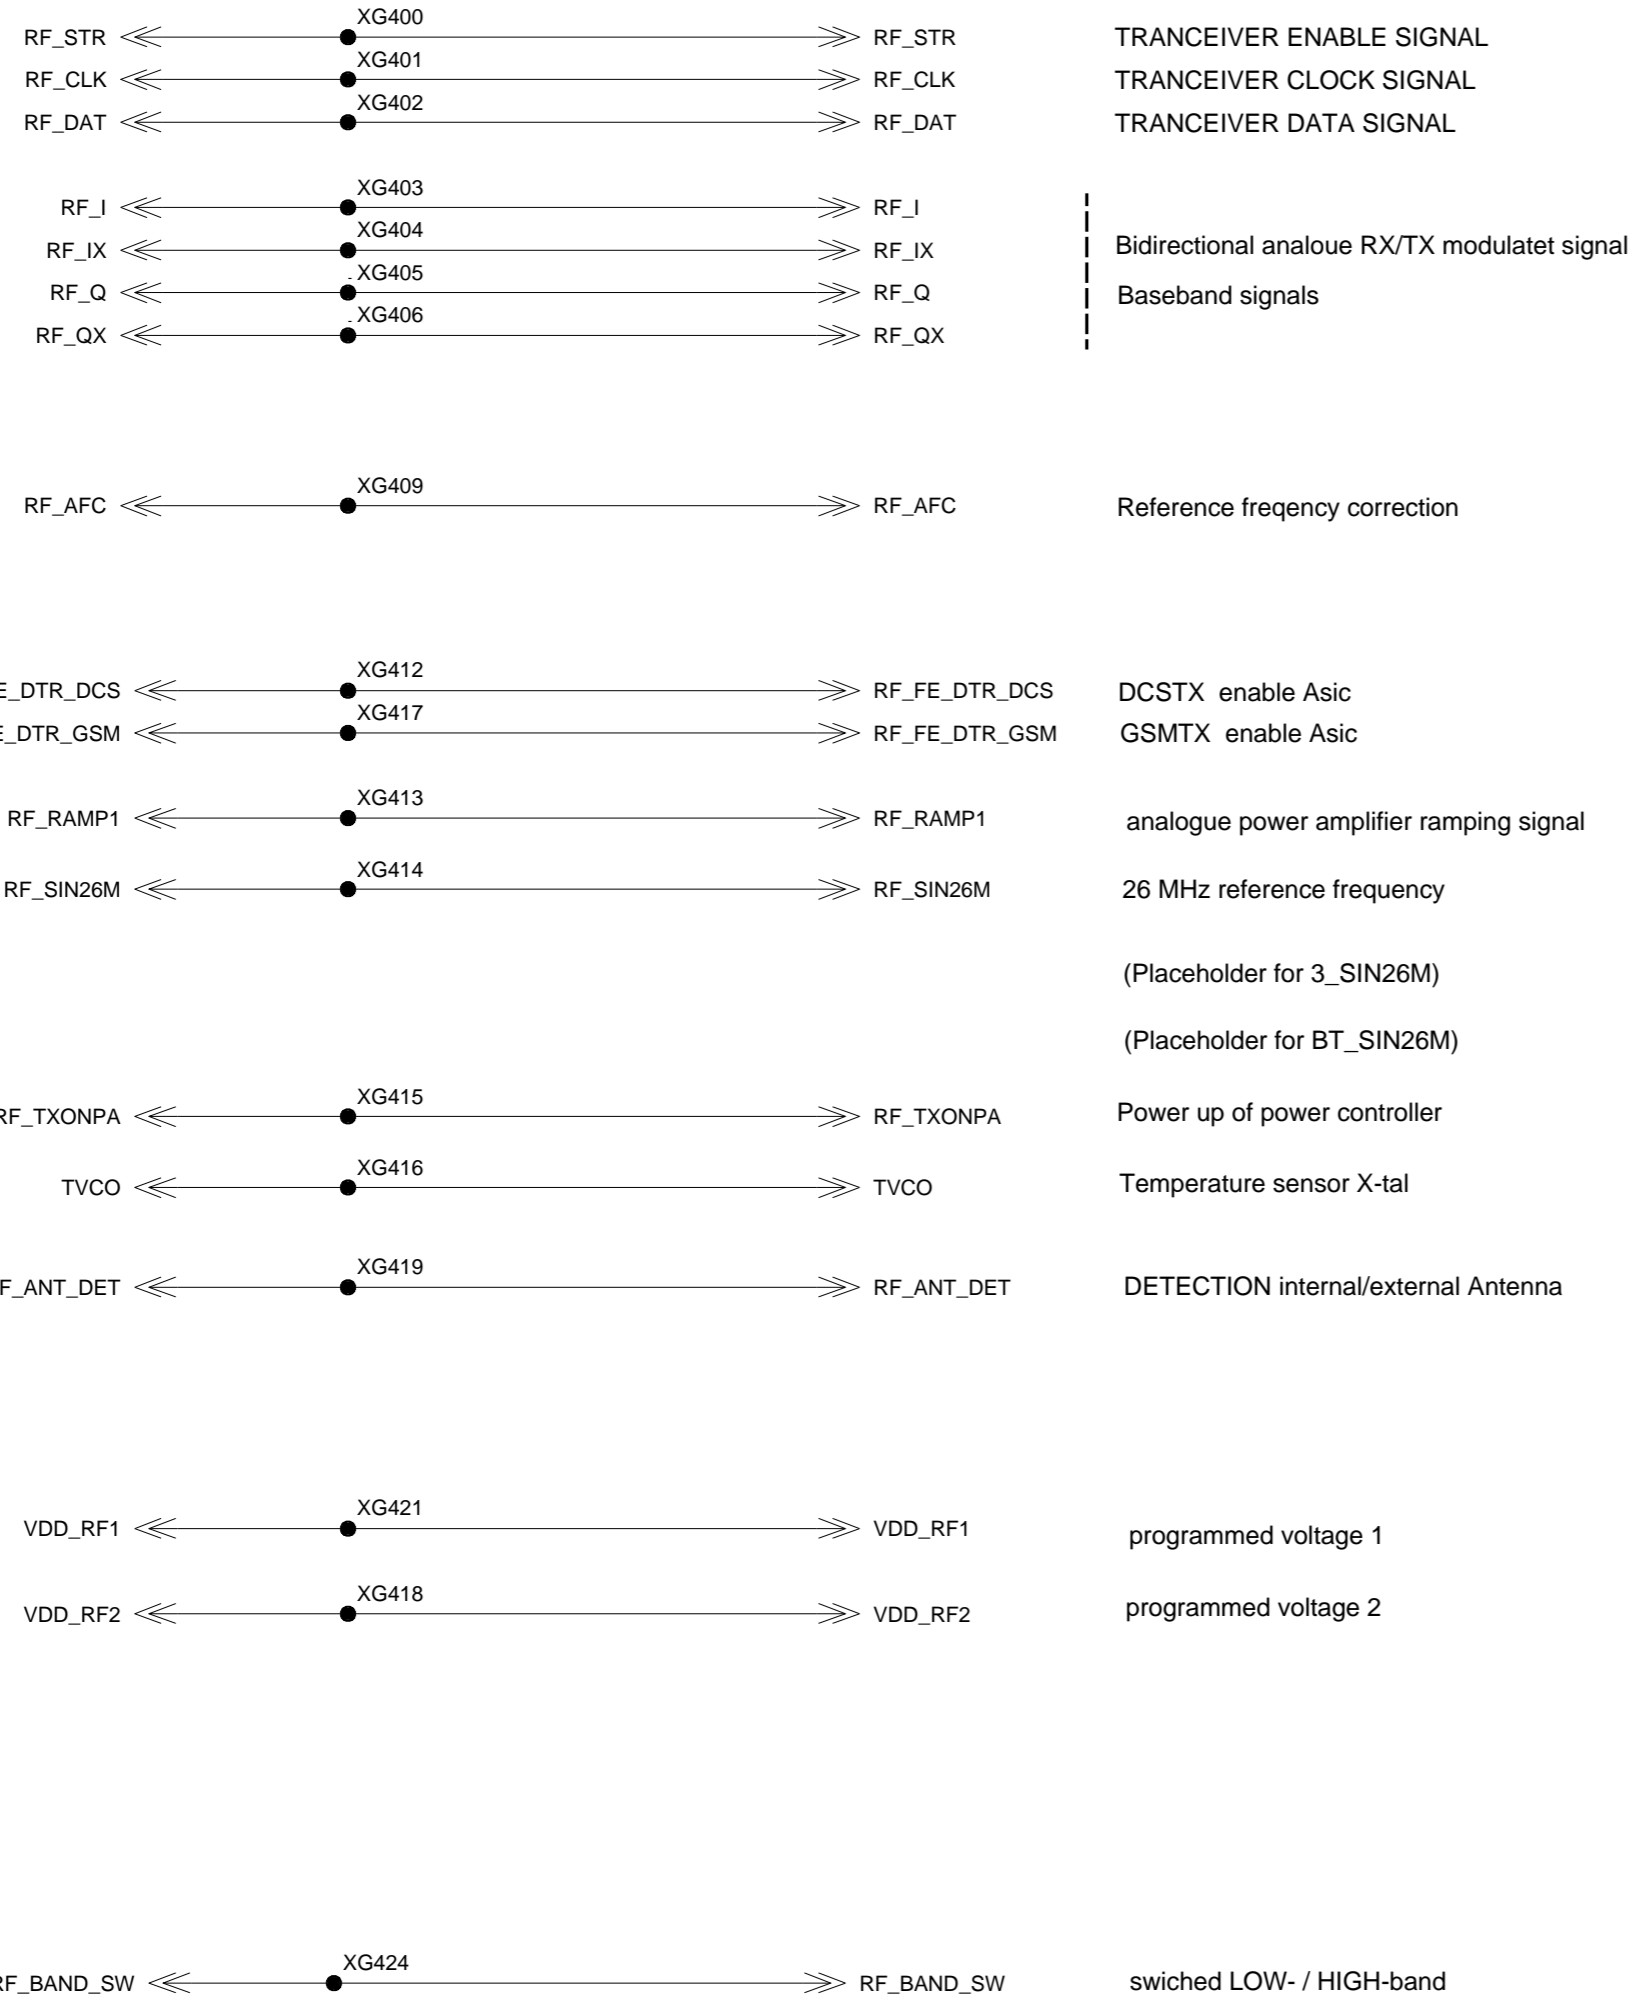 XG400
RF_STR RF_STR TRANCEIVER ENABLE SIGNAL
XG401
RF_CLK RF_CLK TRANCEIVER CLOCK SIGNAL
XG402
RF_DAT RF_DAT TRANCEIVER DATA SIGNAL
XG403
RF_I RF_I
XG404
RF_IX RF_IX Bidirectional analoue RX/TX modulatet signal
XG405
RF_Q RF_Q Baseband signals
XG406
RF_QX RF_QX
XG409
RF_AFC RF_AFC Reference freqency correction
XG412
E_DTR_DCS RF_FE_DTR_DCS DCSTX enable Asic
XG417
E_DTR_GSM RF_FE_DTR_GSM GSMTX enable Asic
XG413
RF_RAMP1 RF_RAMP1 analogue power amplifier ramping signal
XG414
RF_SIN26M RF_SIN26M 26 MHz reference frequency
(Placeholder for 3_SIN26M)
(Placeholder for BT_SIN26M)
XG415
RF_TXONPA RF_TXONPA Power up of power controller
XG416
TVCO TVCO Temperature sensor X-tal
XG419
F_ANT_DET RF_ANT_DET DETECTION internal/external Antenna
XG421
VDD_RF1 VDD_RF1 programmed voltage 1
XG418
VDD_RF2 VDD_RF2 programmed voltage 2
XG424
RF_BAND_SW RF_BAND_SW swiched LOW- / HIGH-band